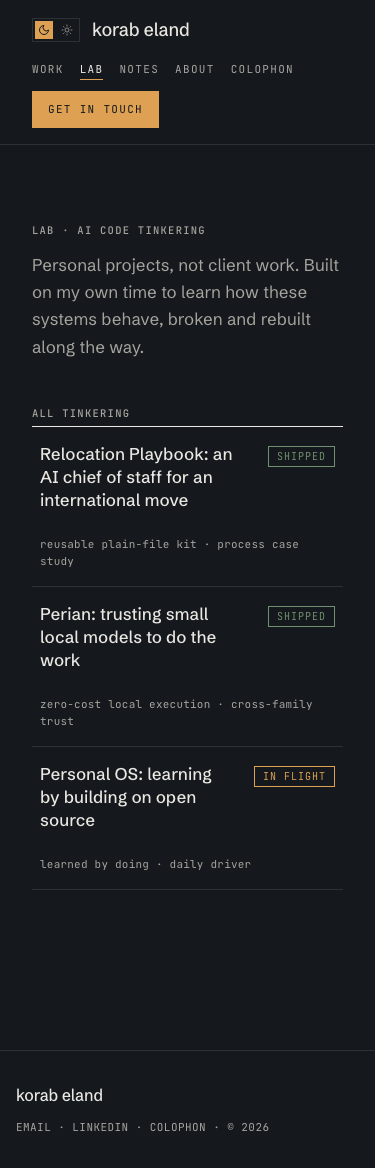 korab eland
WORK LAB NOTES ABOUT COLOPHON
GET IN TOUCH
LAB · AI CODE TINKERING
Personal projects, not client work. Built
on my own time to learn how these
systems behave, broken and rebuilt
along the way.
ALL TINKERING
Relocation Playbook: an
AI chief of staff for an
international move
SHIPPED
reusable plain-file kit · process case
study
Perian: trusting small
local models to do the
work
SHIPPED
zero-cost local execution · cross-family
trust
Personal OS: learning
by building on open
source
IN FLIGHT
learned by doing · daily driver
korab eland
EMAIL · LINKEDIN · COLOPHON · © 2026